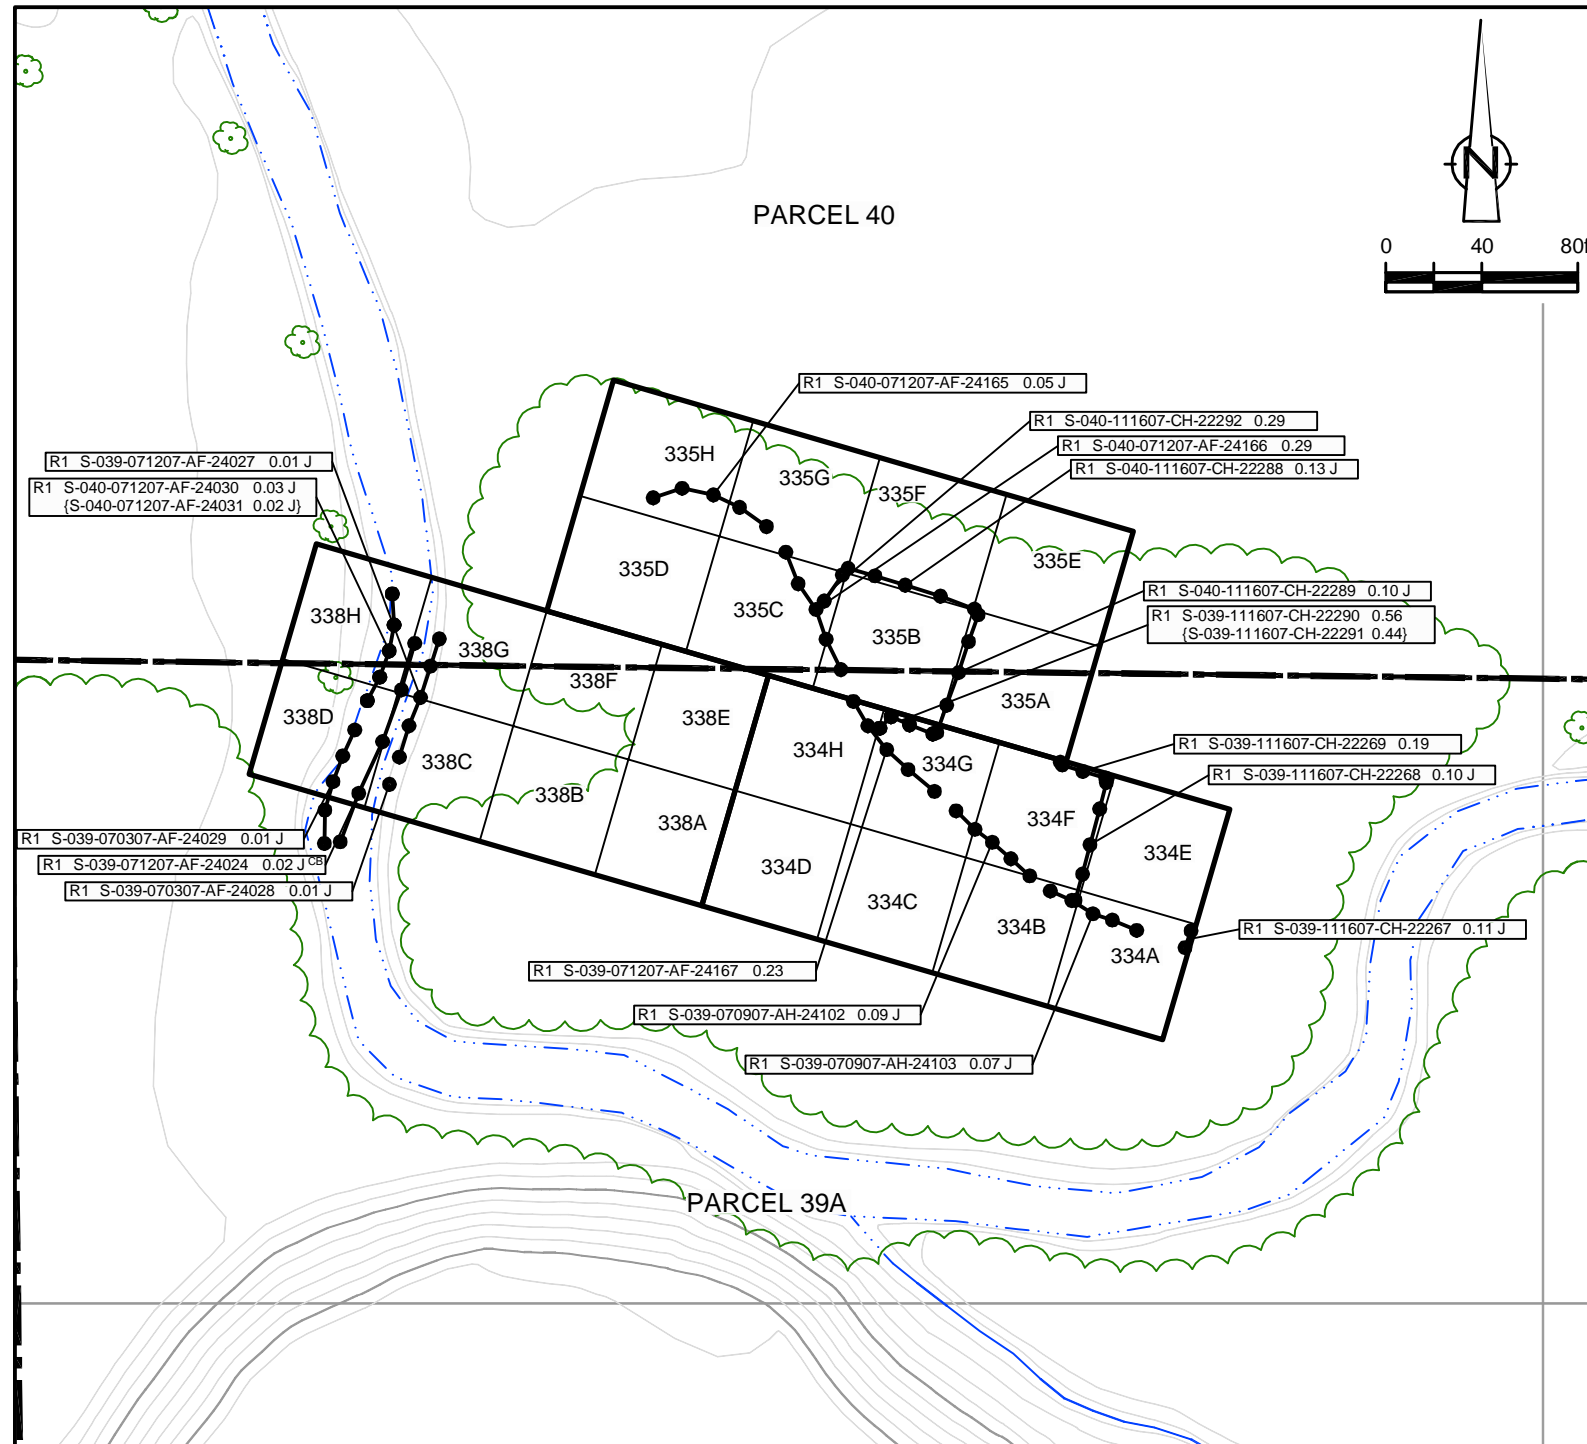 PARCEL 40
N
0 40 80f
R1 S-040-071207-AF-24165 0.05 J
R1 S-040-111607-CH-22292 0.29
R1 S-040-071207-AF-24166 0.29
R1 S-040-111607-CH-22288 0.13 J
R1 S-039-071207-AF-24027 0.01 J
R1 S-040-071207-AF-24030 0.03 J
{S-040-071207-AF-24031 0.02 J}
335H
335G
335F
335E
335D
335C
335B
335A
R1 S-040-111607-CH-22289 0.10 J
R1 S-039-111607-CH-22290 0.56
{S-039-111607-CH-22291 0.44}
338H
338G
338F
338E
338D
338C
338B
338A
334H
334G
334F
334E
334D
334C
334B
334A
R1 S-039-111607-CH-22269 0.19
R1 S-039-111607-CH-22268 0.10 J
R1 S-039-070307-AF-24029 0.01 J
R1 S-039-071207-AF-24024 0.02 J CB
R1 S-039-070307-AF-24028 0.01 J
R1 S-039-111607-CH-22267 0.11 J
R1 S-039-071207-AF-24167 0.23
R1 S-039-070907-AH-24102 0.09 J
R1 S-039-070907-AH-24103 0.07 J
PARCEL 39A